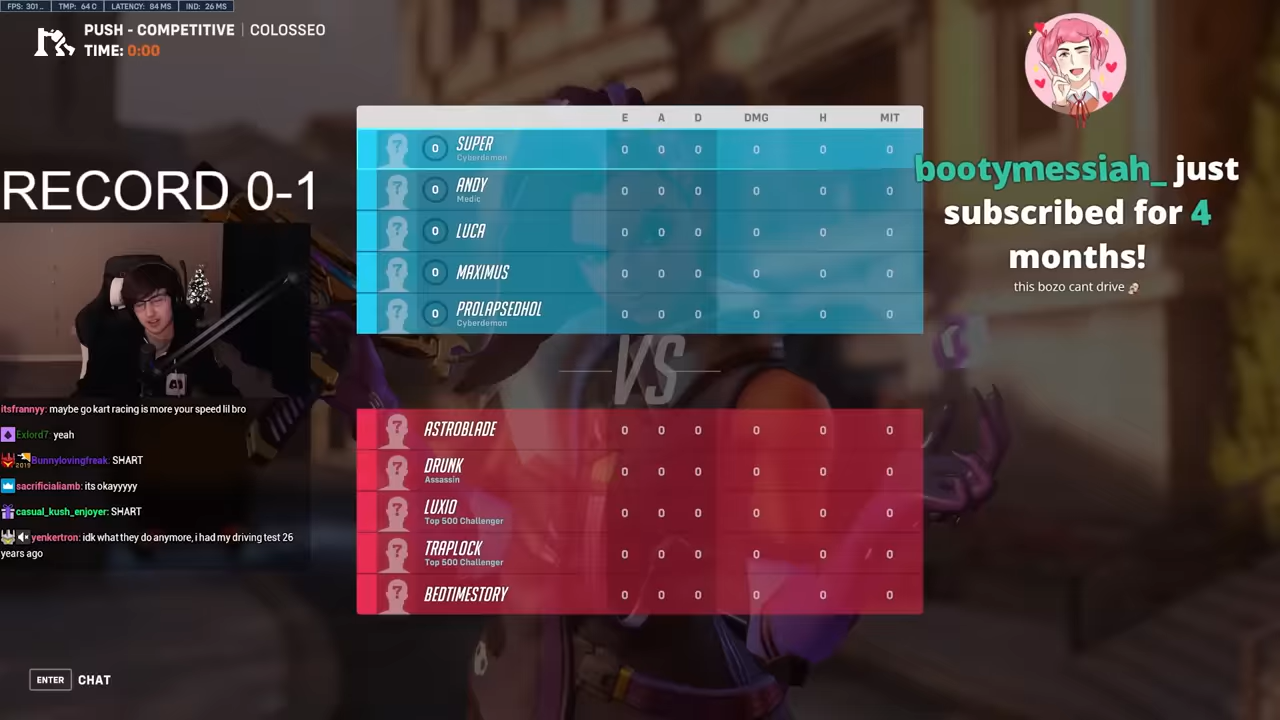 FPS: 301 .. TMP: 64 C LATENCY: 84 MS IND: 26 MS
PUSH - COMPETITIVE | COLOSSEO
TIME: 0:00
E A D DMG H MIT
0 SUPER 0 0 0 0 0 0
Cyberdemon
0 ANDY 0 0 0 0 0 0
Medic
0 LUCA 0 0 0 0 0 0
0 MAXIMUS 0 0 0 0 0 0
0 PROLAPSEDHOL 0 0 0 0 0 0
Cyberdemon
VS
ASTROBLADE 0 0 0 0 0 0
DRUNK 0 0 0 0 0 0
Assassin
LUXIO 0 0 0 0 0 0
Top 500 Challenger
TRAPLOCK 0 0 0 0 0 0
Top 500 Challenger
BEDTIMESTORY 0 0 0 0 0 0
RECORD 0-1
itsfrannyy: maybe go kart racing is more your speed lil bro
Exlord7: yeah
2019 Bunnylovingfreak: SHART
sacrificialiamb: its okayyyyy
casual_kush_enjoyer: SHART
yenkertron: idk what they do anymore, i had my driving test 26
years ago
bootymessiah_ just
subscribed for 4
months!
this bozo cant drive
ENTER CHAT